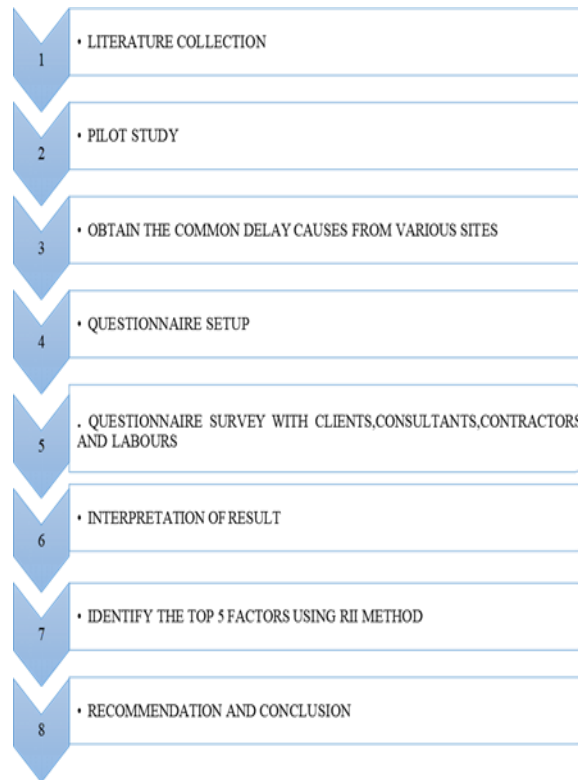 1
• LITERATURE COLLECTION
2
• PILOT STUDY
3
• OBTAIN THE COMMON DELAY CAUSES FROM VARIOUS SITES
4
• QUESTIONNAIRE SETUP
5
. QUESTIONNAIRE SURVEY WITH CLIENTS,CONSULTANTS,CONTRACTORS
AND LABOURS
6
• INTERPRETATION OF RESULT
7
• IDENTIFY THE TOP 5 FACTORS USING RII METHOD
8
• RECOMMENDATION AND CONCLUSION